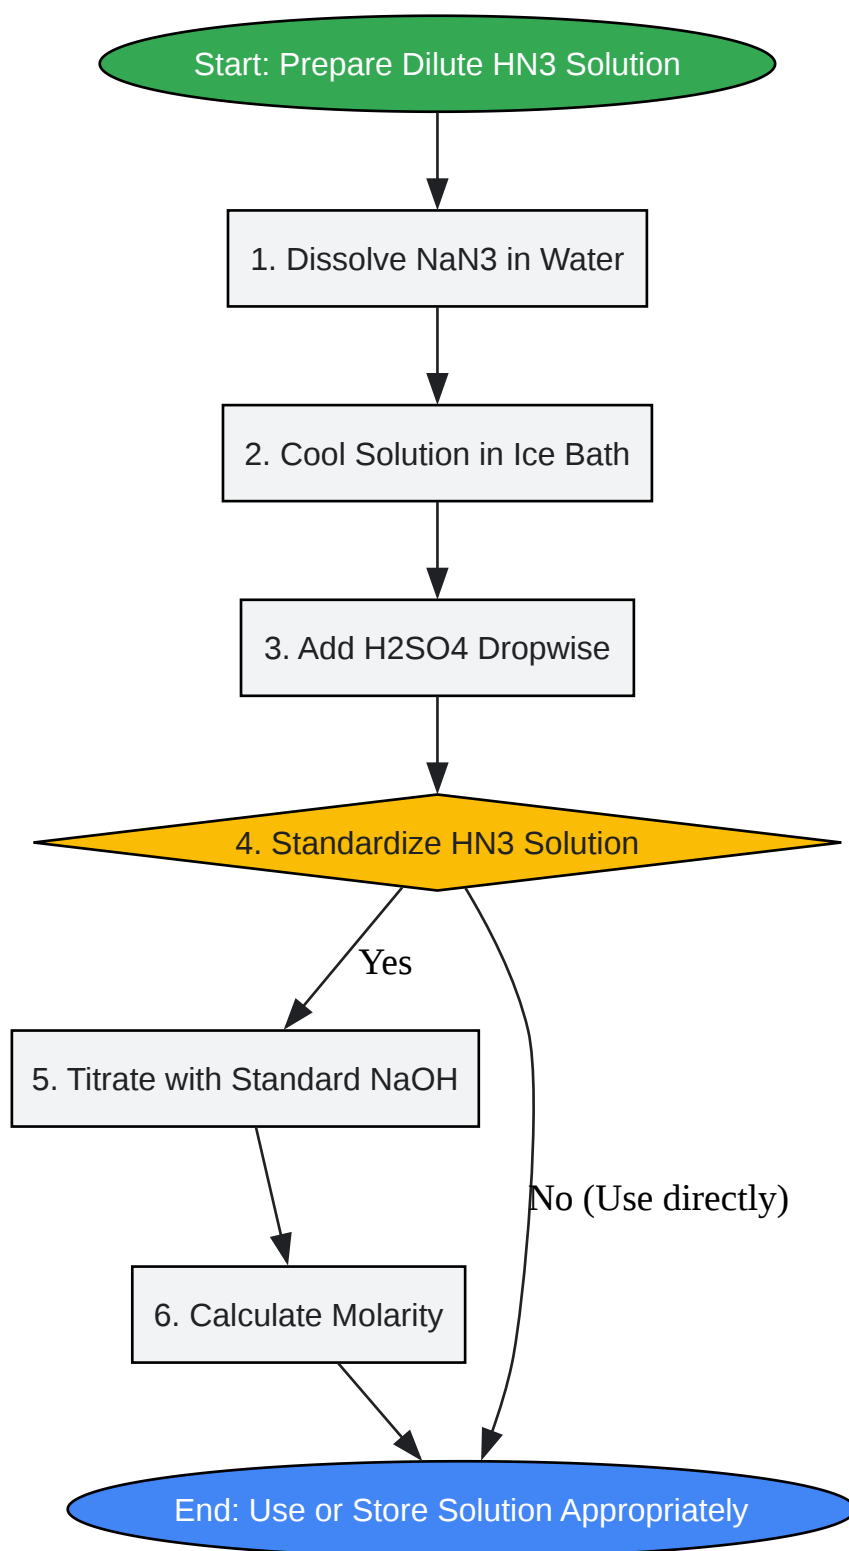 Start: Prepare Dilute HN3 Solution
1. Dissolve NaN3 in Water
2. Cool Solution in Ice Bath
3. Add H2SO4 Dropwise
4. Standardize HN3 Solution
Yes
5. Titrate with Standard NaOH
No (Use directly)
6. Calculate Molarity
End: Use or Store Solution Appropriately